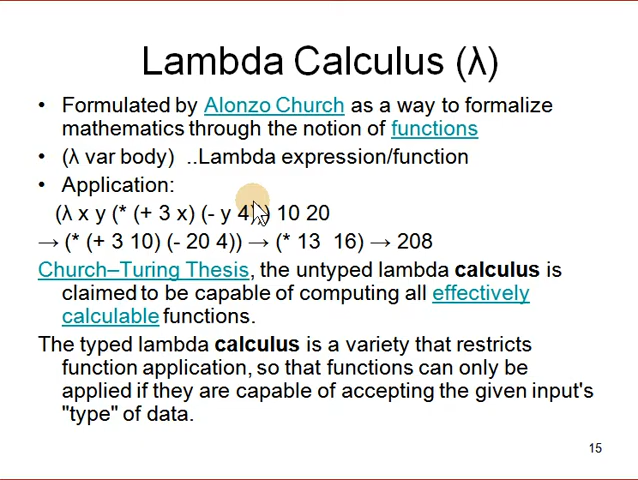 Lambda Calculus (λ)
• Formulated by Alonzo Church as a way to formalize
mathematics through the notion of functions
• (λ var body)  ..Lambda expression/function
• Application:
(λ x y (* (+ 3 x) (- y 4))) 10 20
→ (* (+ 3 10) (- 20 4)) → (* 13  16) → 208
Church–Turing Thesis, the untyped lambda calculus is
claimed to be capable of computing all effectively
calculable functions.
The typed lambda calculus is a variety that restricts
function application, so that functions can only be
applied if they are capable of accepting the given input's
"type" of data.
15